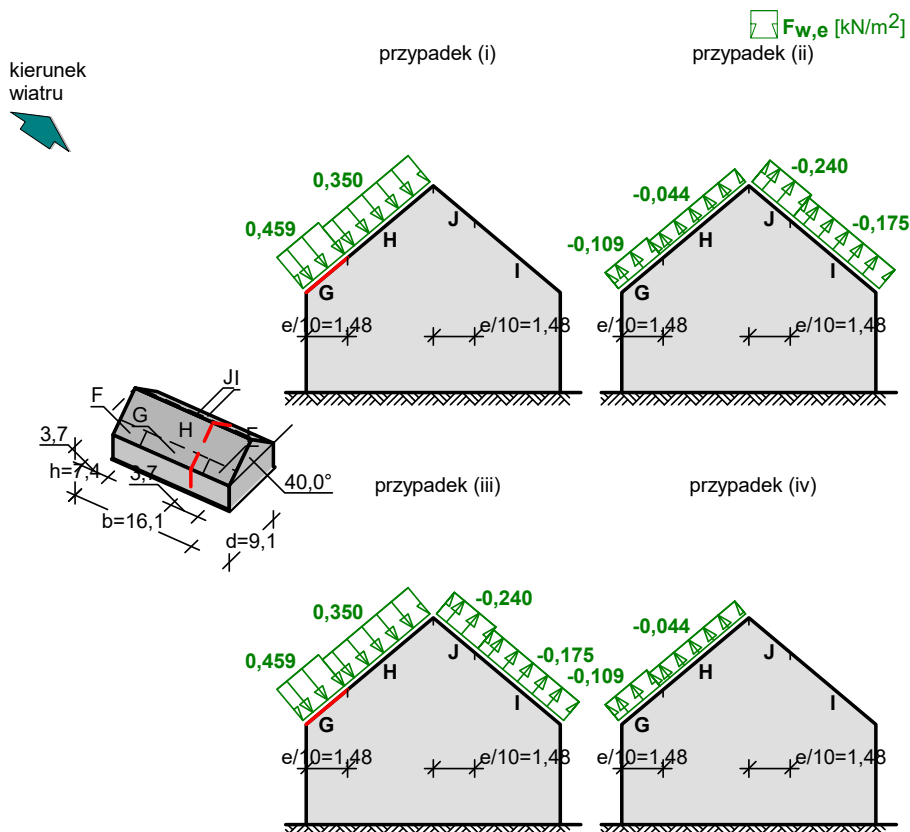 Fw,e [kN/m2]
kierunek
wiatru
przypadek (i)
0,459
0,350
G
H
J
I
e/10=1,48
e/10=1,48
przypadek (ii)
-0,109
-0,044
-0,240
-0,175
G
H
J
I
e/10=1,48
e/10=1,48
F
G
H
JI
F
3,7
h=7,4
3,7
b=16,1
d=9,1
40,0°
przypadek (iii)
0,459
0,350
-0,240
-0,175
G
H
J
I
e/10=1,48
e/10=1,48
przypadek (iv)
-0,109
-0,044
G
H
J
I
e/10=1,48
e/10=1,48